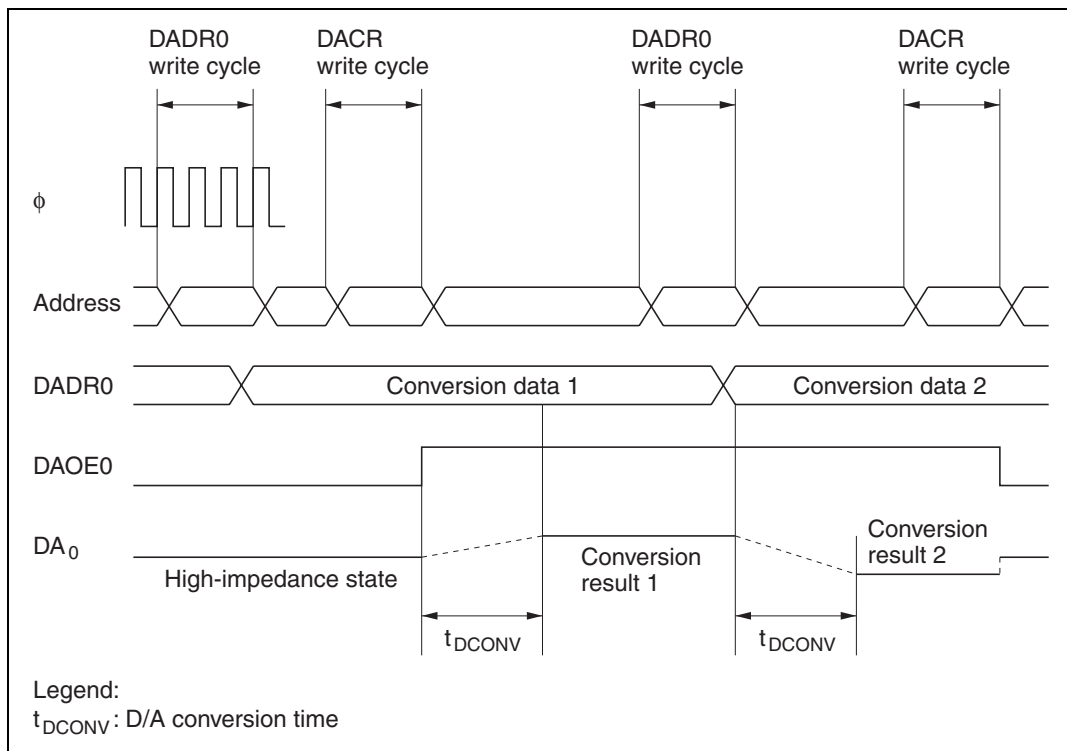 DADR0
write cycle
DACR
write cycle
DADR0
write cycle
DACR
write cycle
ϕ
Address
DADR0
Conversion data 1
Conversion data 2
DAOE0
DA0
High-impedance state
Conversion
result 1
Conversion
result 2
tDCONV
tDCONV
Legend:
tDCONV : D/A conversion time